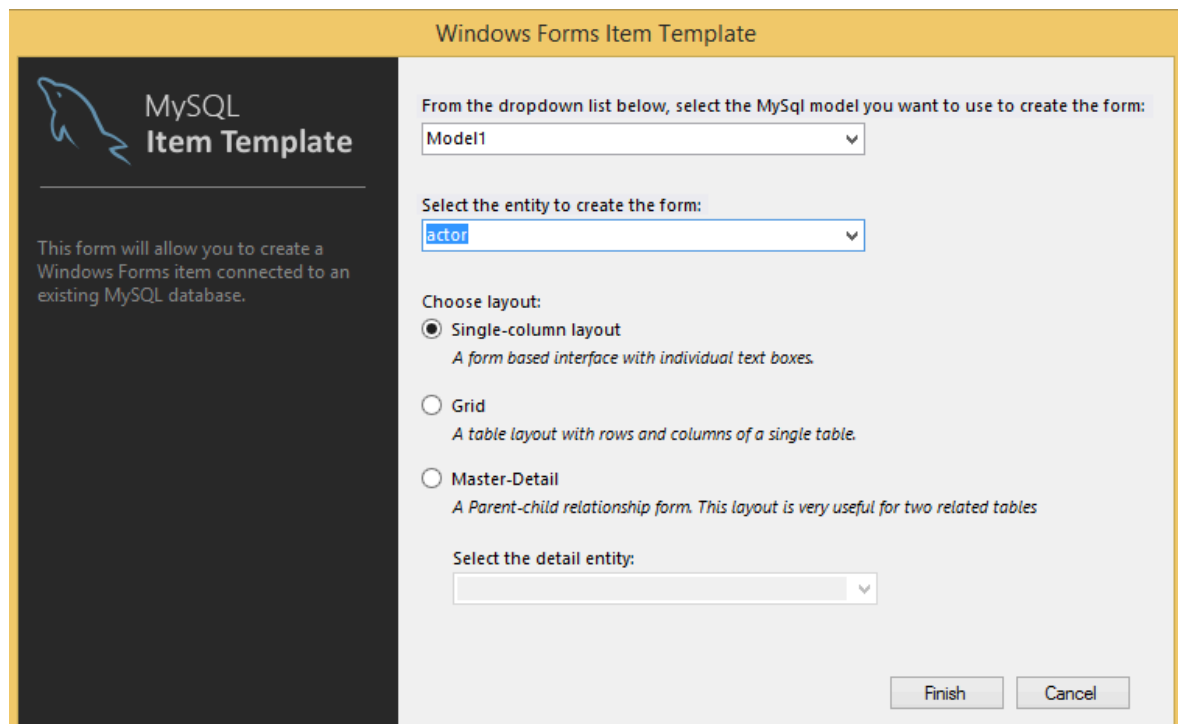 Windows Forms Item Template
MySQL
Item Template
This form will allow you to create a
Windows Forms item connected to an
existing MySQL database.
From the dropdown list below, select the MySql model you want to use to create the form:
Model1
Select the entity to create the form:
actor
Choose layout:
Single-column layout
A form based interface with individual text boxes.
Grid
A table layout with rows and columns of a single table.
Master-Detail
A Parent-child relationship form. This layout is very useful for two related tables
Select the detail entity:
Finish
Cancel